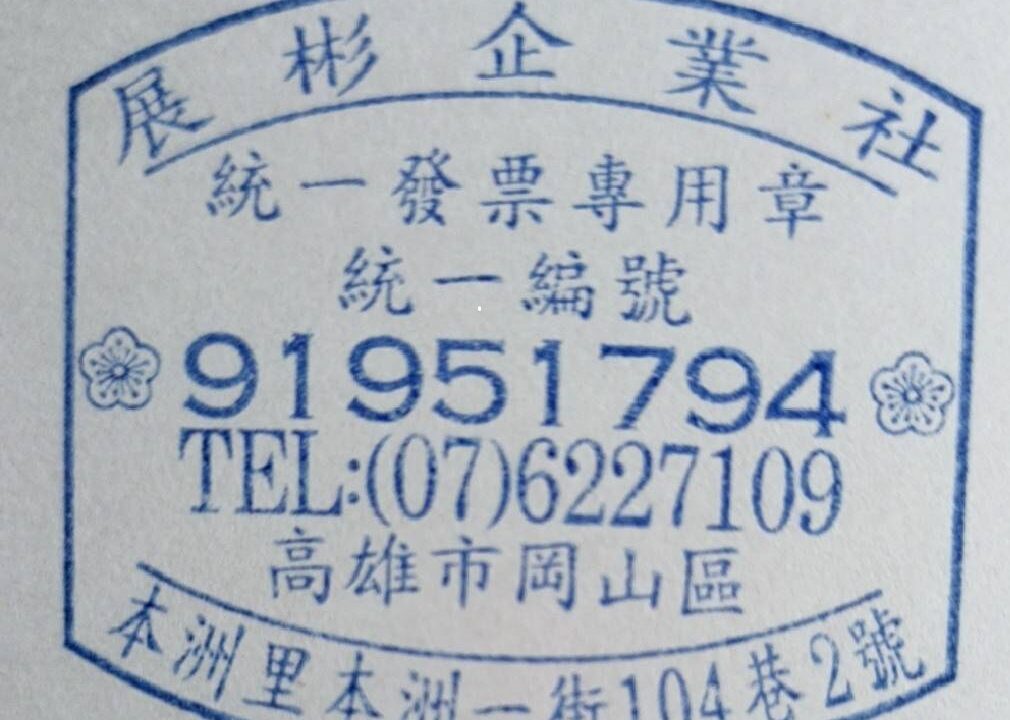 展彬企業社
統一發票專用章
統一編號
91951794
TEL:(07)6227109
高雄市岡山區
本洲里本洲一街104巷2號